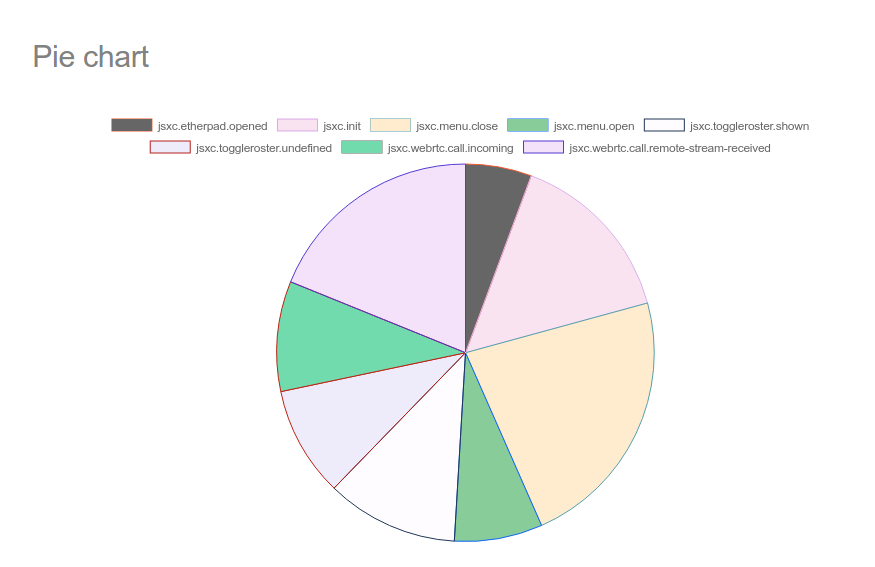 Pie chart
jsxc.etherpad.opened jsxc.init jsxc.menu.close jsxc.menu.open jsxc.toggleroster.shown
jsxc.toggleroster.undefined jsxc.webrtc.call.incoming jsxc.webrtc.call.remote-stream-received